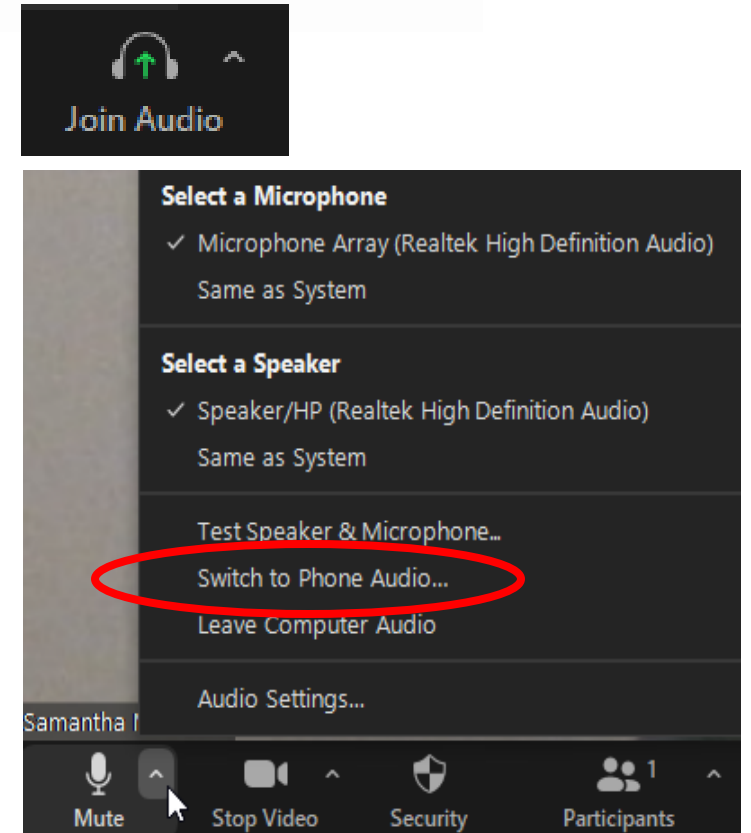 Join Audio
Select a Microphone
Microphone Array (Realtek High Definition Audio)
Same as System
Select a Speaker
Speaker/HP (Realtek High Definition Audio)
Same as System
Test Speaker & Microphone...
Switch to Phone Audio...
Leave Computer Audio
Audio Settings...
Samantha
1
Mute Stop Video Security Participants